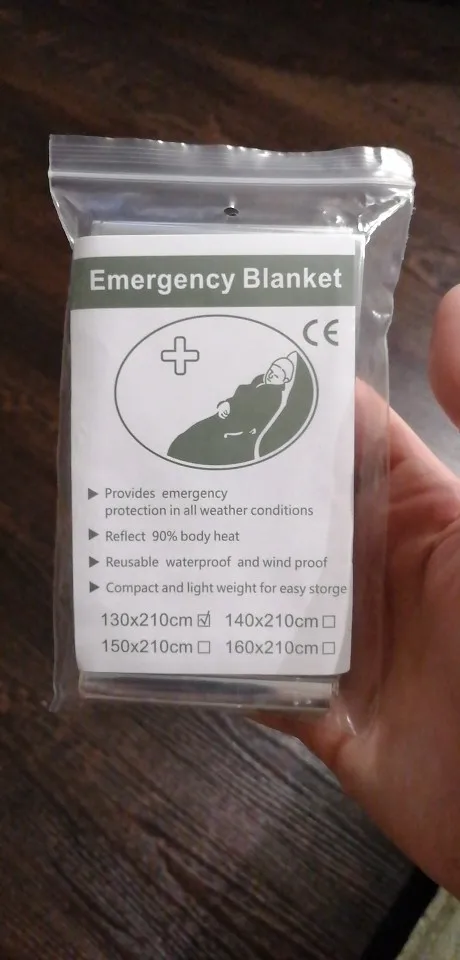 Emergency Blanket
CE
▶ Provides emergency
protection in all weather conditions
▶ Reflect 90% body heat
▶ Reusable waterproof and wind proof
▶ Compact and light weight for easy storge
130x210cm ☑ 140x210cm ☐
150x210cm ☐ 160x210cm ☐